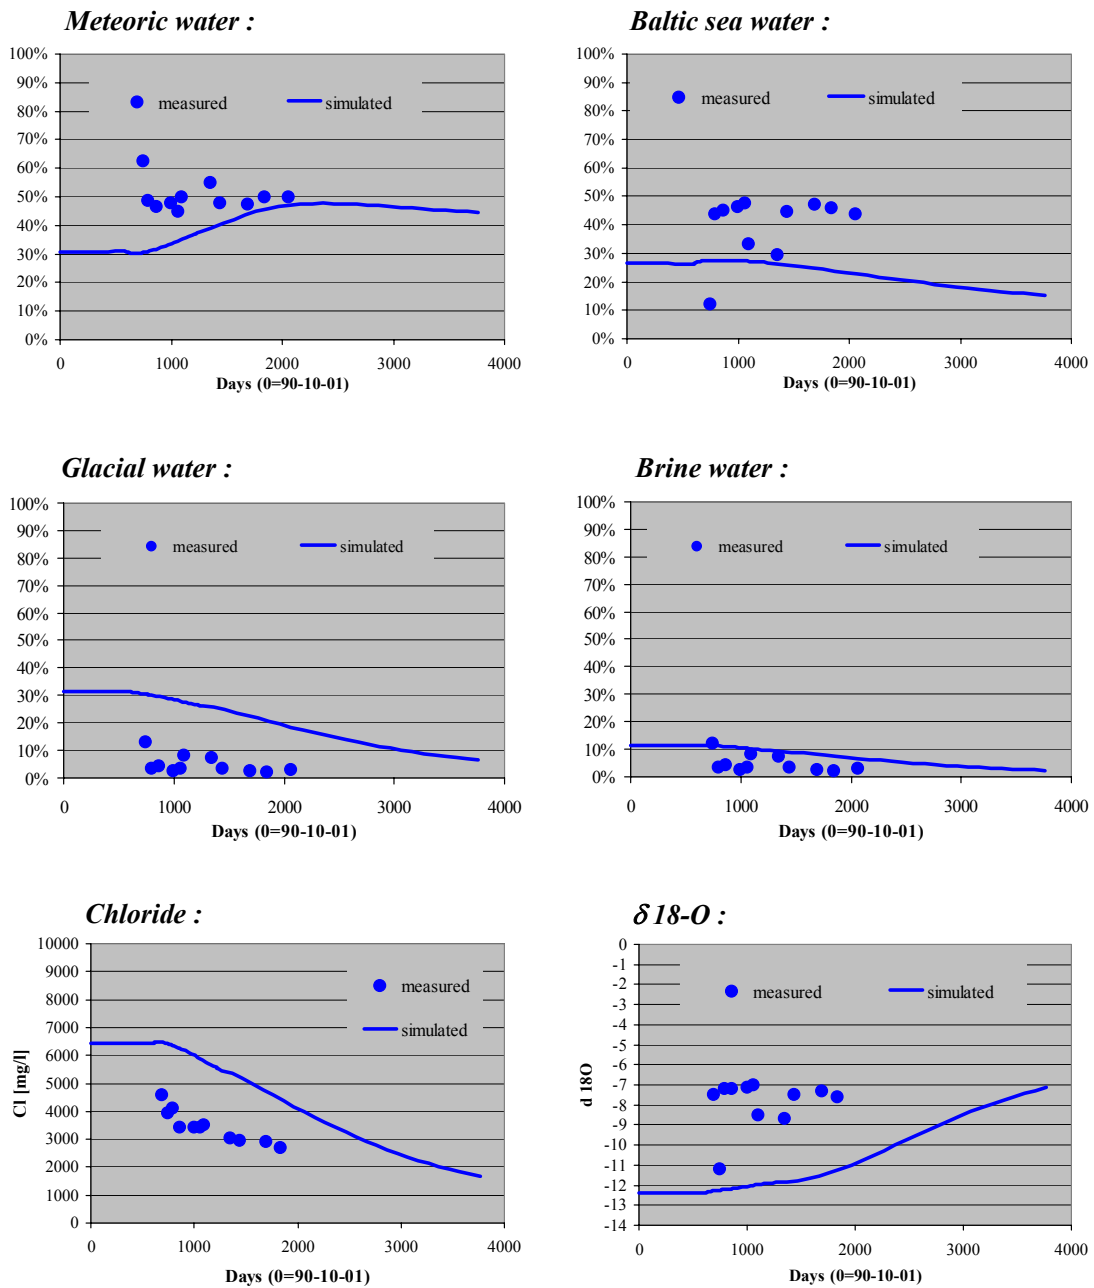 Meteoric water :
100%
90%
80%
70%
60%
50%
40%
30%
20%
10%
0%
measured
simulated
0 1000 2000 3000 4000
Days (0=90-10-01)
Baltic sea water :
100%
90%
80%
70%
60%
50%
40%
30%
20%
10%
0%
measured
simulated
0 1000 2000 3000 4000
Days (0=90-10-01)
Glacial water :
100%
90%
80%
70%
60%
50%
40%
30%
20%
10%
0%
measured
simulated
0 1000 2000 3000 4000
Days (0=90-10-01)
Brine water :
100%
90%
80%
70%
60%
50%
40%
30%
20%
10%
0%
measured
simulated
0 1000 2000 3000 4000
Days (0=90-10-01)
Chloride :
Cl [mg/l]
10000
9000
8000
7000
6000
5000
4000
3000
2000
1000
0
measured
simulated
0 1000 2000 3000 4000
Days (0=90-10-01)
δ 18-O :
d 18O
0
-1
-2
-3
-4
-5
-6
-7
-8
-9
-10
-11
-12
-13
-14
measured
simulated
0 1000 2000 3000 4000
Days (0=90-10-01)